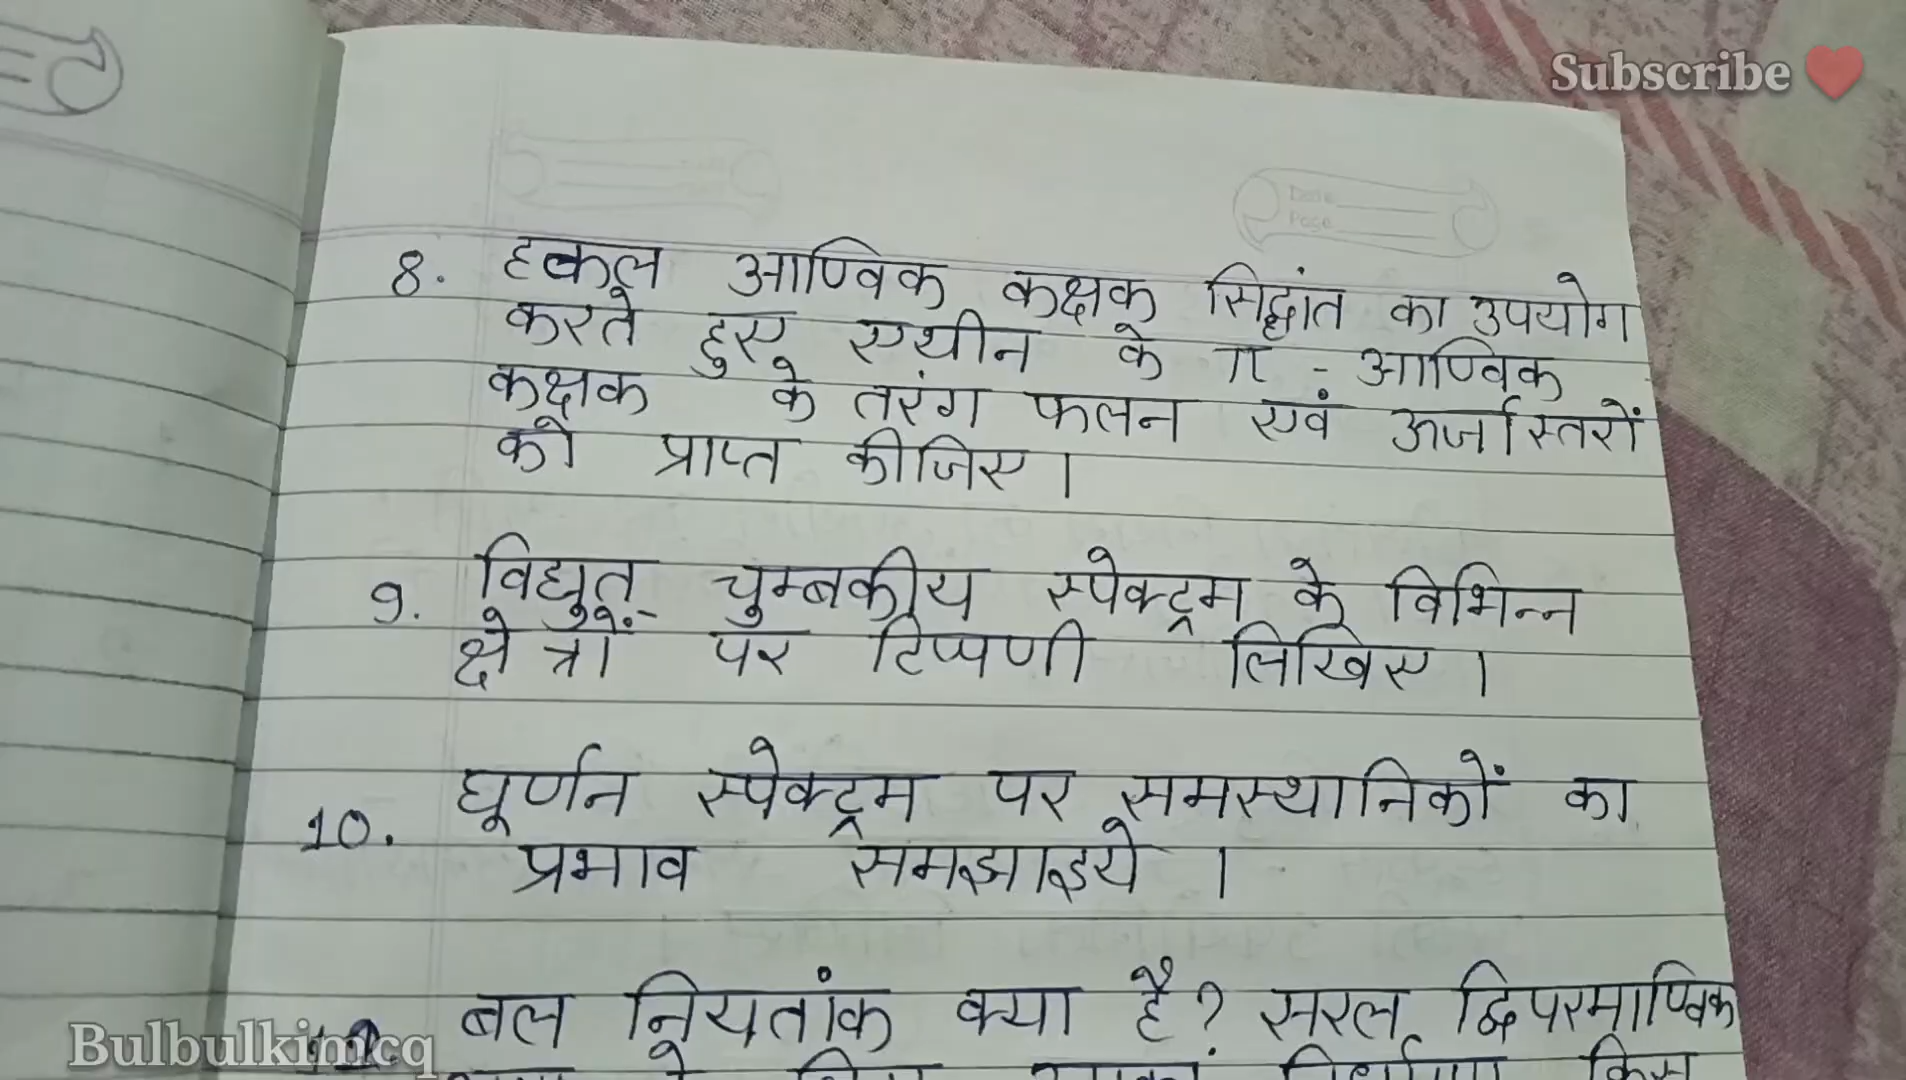 Subscribe ❤
Date
Page
8. हकल आण्विक कक्षक सिद्धांत का उपयोग
करते हुए एथीन के π - आण्विक
कक्षक के तरंग फलन एवं ऊर्जास्तरों
को प्राप्त कीजिए।
9. विद्युत चुम्बकीय स्पेक्ट्रम के विभिन्न
क्षेत्रों पर टिप्पणी लिखिए।
10. घूर्णन स्पेक्ट्रम पर समस्थानिकों का
प्रभाव समझाइये।
बल नियतांक क्या है? सरल द्विपरमाण्विक
Bulbulkimcq